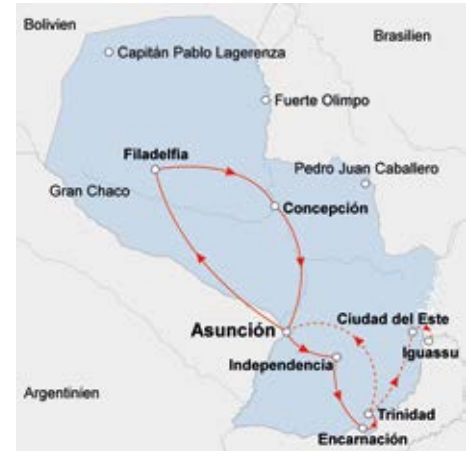 Bolivien
Brasilien
Capitán Pablo Lagerenza
Fuerte Olimpo
Filadelfia
Pedro Juan Caballero
Gran Chaco
Concepción
Ciudad del Este
Asunción
Iguassu
Independencia
Argentinien
Trinidad
Encarnación